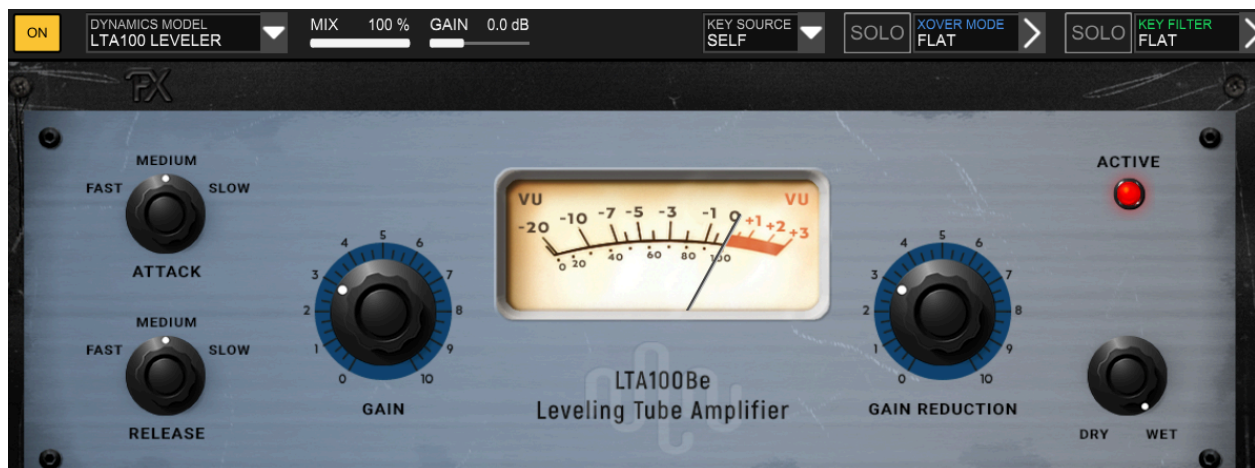 ON
DYNAMICS MODEL
LTA100 LEVELER
MIX 100 %
GAIN 0.0 dB
KEY SOURCE
SELF
SOLO
XOVER MODE
FLAT
SOLO
KEY FILTER
FLAT
TFX
MEDIUM
FAST SLOW
ATTACK
MEDIUM
FAST SLOW
RELEASE
0 1 2 3 4 5 6 7 8 9 10
GAIN
VU VU
-20 -10 -7 -5 -3 -1 0 +1 +2 +3
0 20 40 60 80 100
LTA100Be
Leveling Tube Amplifier
0 1 2 3 4 5 6 7 8 9 10
GAIN REDUCTION
ACTIVE
DRY WET